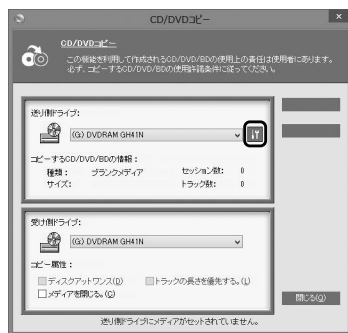 CD/DVDコピー
CD/DVDコピー
この機能を利用して作成されるCD/DVD/BDの使用上の責任は使用者にあります。
必ず、コピーするCD/DVD/BDの使用許諾条件に従ってください。
送り側ドライブ:
(G:) DVDRAM GH41N
コピーするCD/DVD/BDの情報:
種類: ブランクメディア セッション数: 0
サイズ: トラック数: 0
受け側ドライブ:
(G:) DVDRAM GH41N
コピー属性:
ディスクアットワンス(D) トラックの長さを優先する。(L)
メディアを閉じる。(C)
閉じる(Q)
送り側ドライブにメディアがセットされていません。